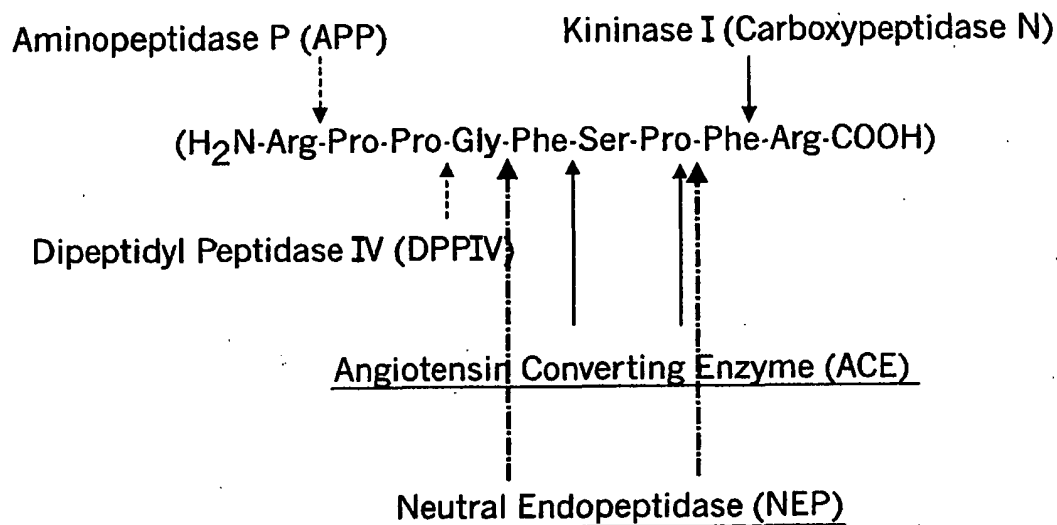 Aminopeptidase P (APP)
Kininase I (Carboxypeptidase N)
(H₂N-Arg-Pro-Pro-Gly-Phe-Ser-Pro-Phe-Arg-COOH)
Dipeptidyl Peptidase IV (DPPIV)
Angiotensin Converting Enzyme (ACE)
Neutral Endopeptidase (NEP)